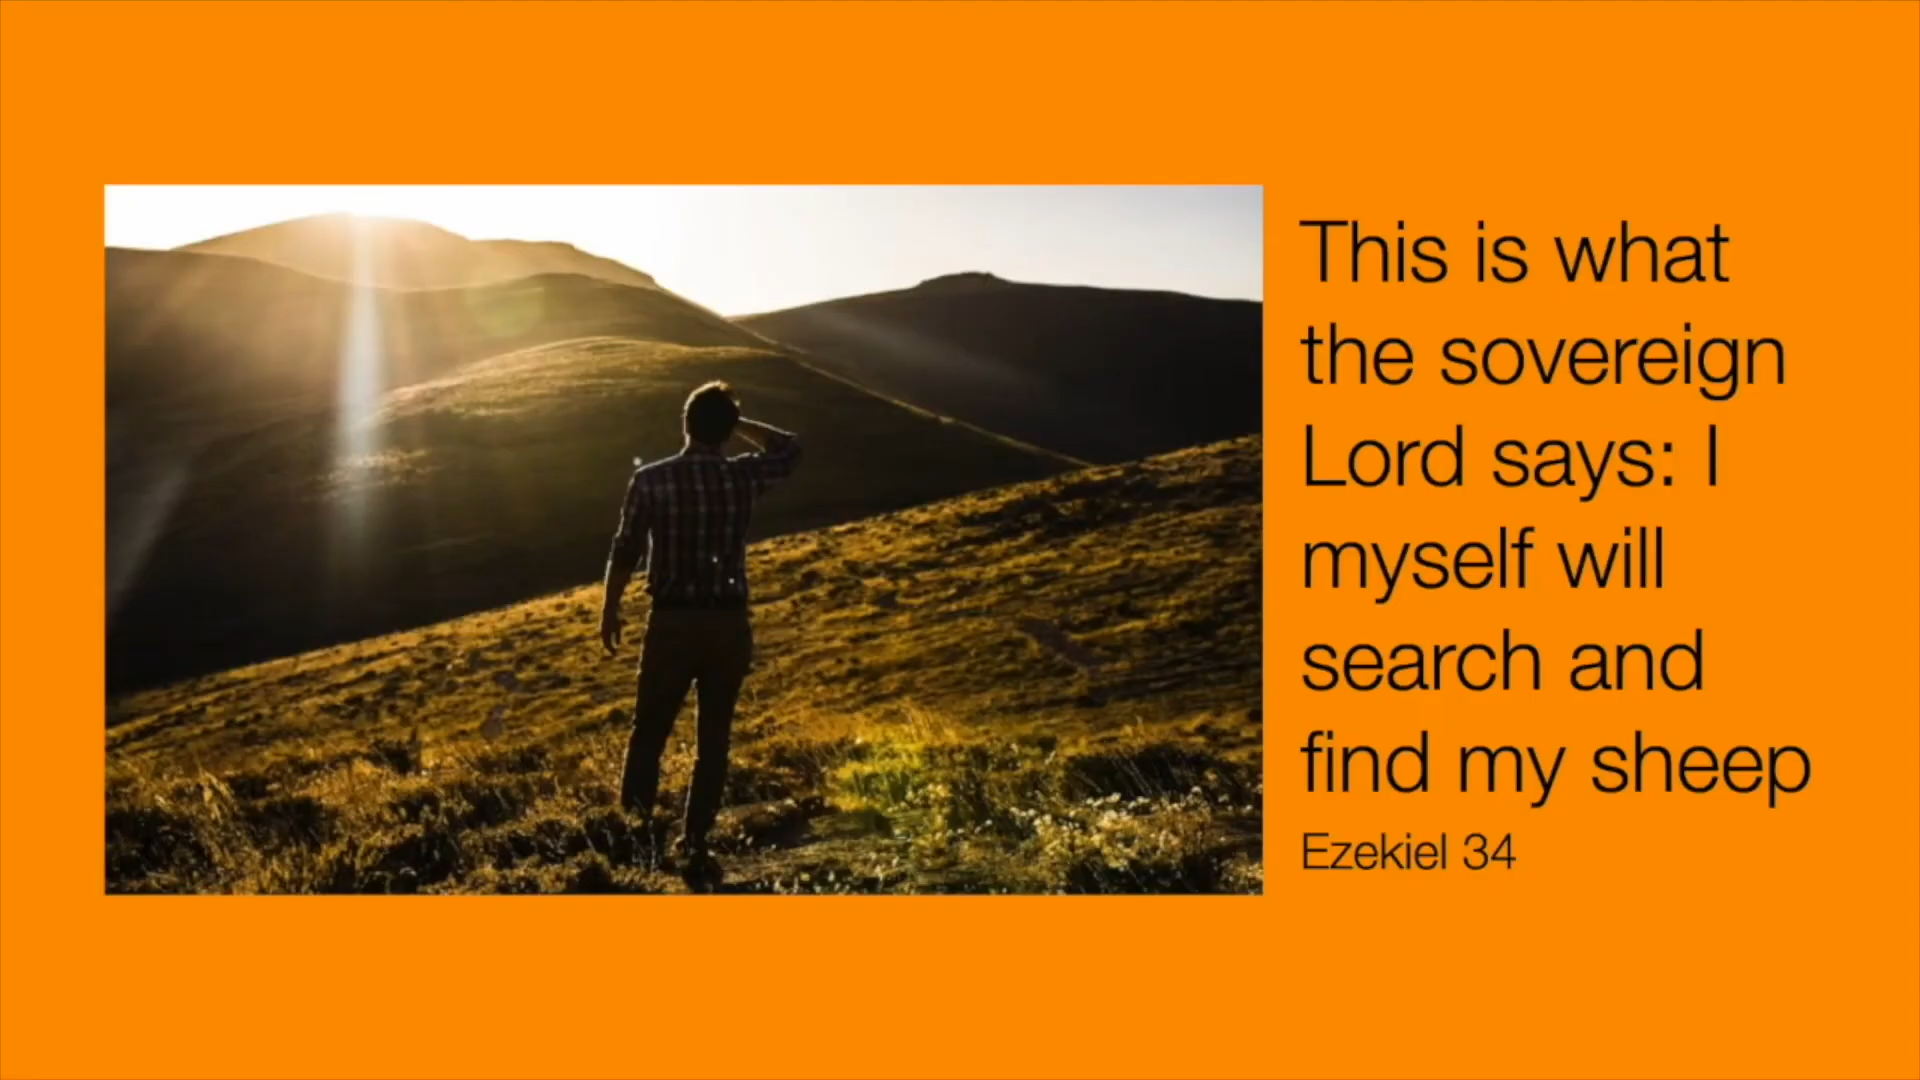 This is what
the sovereign
Lord says: I
myself will
search and
find my sheep
Ezekiel 34